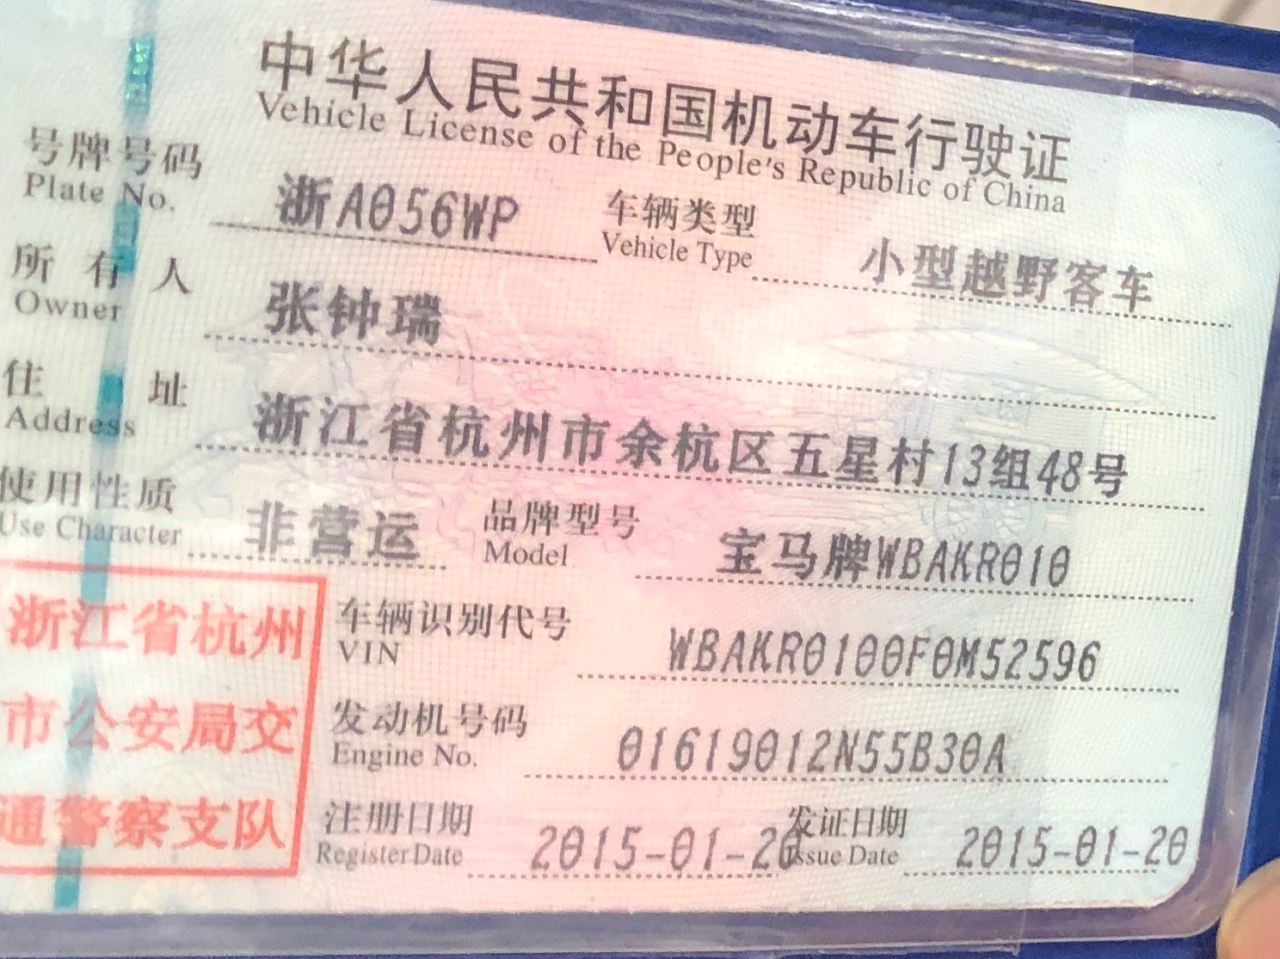 中华人民共和国机动车行驶证
Vehicle License of the People's Republic of China
号牌号码 浙A056WP 车辆类型 小型越野客车
Plate No. Vehicle Type
所有人 张钟瑞
Owner
住址 浙江省杭州市余杭区五星村13组48号
Address
使用性质 非营运 品牌型号 宝马牌WBAKR010
Use Character Model
车辆识别代号 WBAKR0100F0M52596
VIN
发动机号码 01619012N55B30A
Engine No.
注册日期 2015-01-20 发证日期 2015-01-20
Register Date Issue Date
浙江省杭州
市公安局交
通警察支队